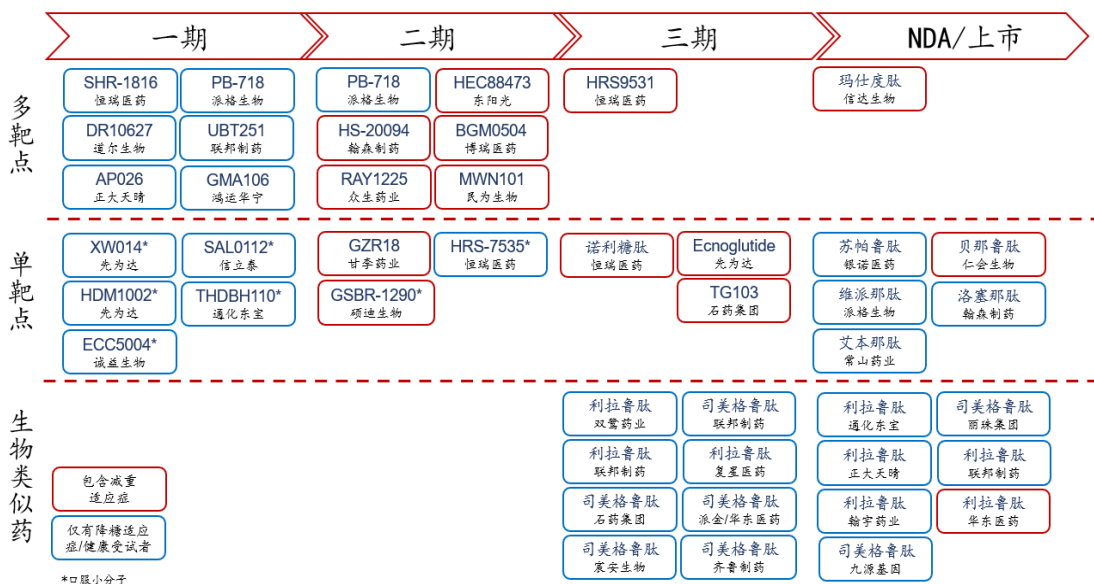 一期
二期
三期
NDA/上市
多靶点
SHR-1816
恒瑞医药
PB-718
派格生物
DR10627
道尔生物
UBT251
联邦制药
AP026
正大天晴
GMA106
鸿运华宁
PB-718
派格生物
HEC88473
东阳光
HS-20094
翰森制药
BGM0504
博瑞医药
RAY1225
众生药业
MWN101
民为生物
HRS9531
恒瑞医药
玛仕度肽
信达生物
单靶点
XW014*
先为达
SAL0112*
信立泰
HDM1002*
先为达
THDBH110*
通化东宝
ECC5004*
诚益生物
GZR18
甘李药业
HRS-7535*
恒瑞医药
GSBR-1290*
硕迪生物
诺利糖肽
恒瑞医药
Ecnoglutide
先为达
TG103
石药集团
苏帕鲁肽
银诺医药
贝那鲁肽
仁会生物
维派那肽
派格生物
洛塞那肽
翰森制药
艾本那肽
常山药业
生物类似药
利拉鲁肽
双鹭药业
司美格鲁肽
联邦制药
利拉鲁肽
联邦制药
利拉鲁肽
复星医药
司美格鲁肽
石药集团
司美格鲁肽
派金/华东医药
司美格鲁肽
宸安生物
司美格鲁肽
齐鲁制药
利拉鲁肽
通化东宝
司美格鲁肽
丽珠集团
利拉鲁肽
正大天晴
利拉鲁肽
联邦制药
利拉鲁肽
翰宇药业
利拉鲁肽
华东医药
司美格鲁肽
九源基因
包含减重
适应症
仅有降糖适应
症/健康受试者
*口服小分子